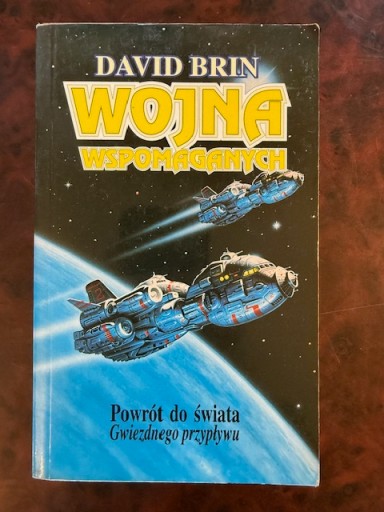 DAVID BRIN
WOJNA
WSPOMAGANYCH
Powrót do świata
Gwiezdnego przypływu